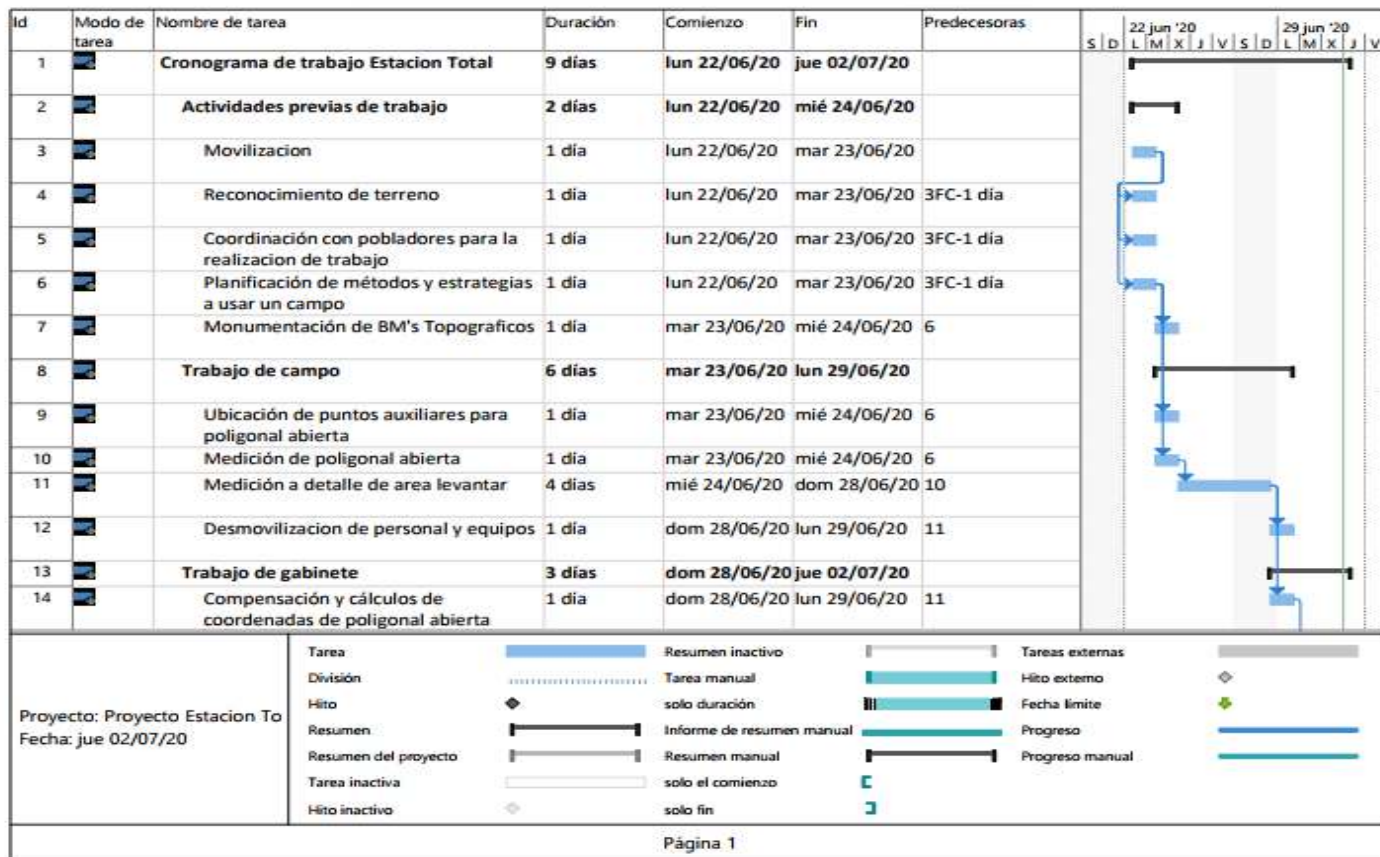 Id Modo de tarea Nombre de tarea Duración Comienzo Fin Predecesoras
22 jun '20 29 jun '20
S D L M X J V S D L M X J V
1 Cronograma de trabajo Estacion Total 9 días lun 22/06/20 jue 02/07/20
2 Actividades previas de trabajo 2 días lun 22/06/20 mié 24/06/20
3 Movilizacion 1 día lun 22/06/20 mar 23/06/20
4 Reconocimiento de terreno 1 día lun 22/06/20 mar 23/06/20 3FC-1 día
5 Coordinación con pobladores para la 1 día lun 22/06/20 mar 23/06/20 3FC-1 día
realizacion de trabajo
6 Planificación de métodos y estrategias 1 día lun 22/06/20 mar 23/06/20 3FC-1 día
a usar un campo
7 Monumentación de BM's Topograficos 1 día mar 23/06/20 mié 24/06/20 6
8 Trabajo de campo 6 días mar 23/06/20 lun 29/06/20
9 Ubicación de puntos auxiliares para 1 día mar 23/06/20 mié 24/06/20 6
poligonal abierta
10 Medición de poligonal abierta 1 día mar 23/06/20 mié 24/06/20 6
11 Medición a detalle de area levantar 4 días mié 24/06/20 dom 28/06/20 10
12 Desmovilizacion de personal y equipos 1 día dom 28/06/20 lun 29/06/20 11
13 Trabajo de gabinete 3 días dom 28/06/20 jue 02/07/20
14 Compensación y cálculos de 1 día dom 28/06/20 lun 29/06/20 11
coordenadas de poligonal abierta
Proyecto: Proyecto Estacion To
Fecha: jue 02/07/20
Tarea Resumen inactivo Tareas externas
División Tarea manual Hito externo
Hito solo duración Fecha límite
Resumen Informe de resumen manual Progreso
Resumen del proyecto Resumen manual Progreso manual
Tarea inactiva solo el comienzo
Hito inactivo solo fin
Página 1